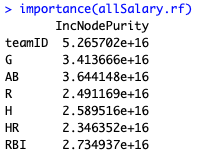 > importance(allSalary.rf)
IncNodePurity
teamID 5.265702e+16
G 3.413666e+16
AB 3.644148e+16
R 2.491169e+16
H 2.589516e+16
HR 2.346352e+16
RBI 2.734937e+16